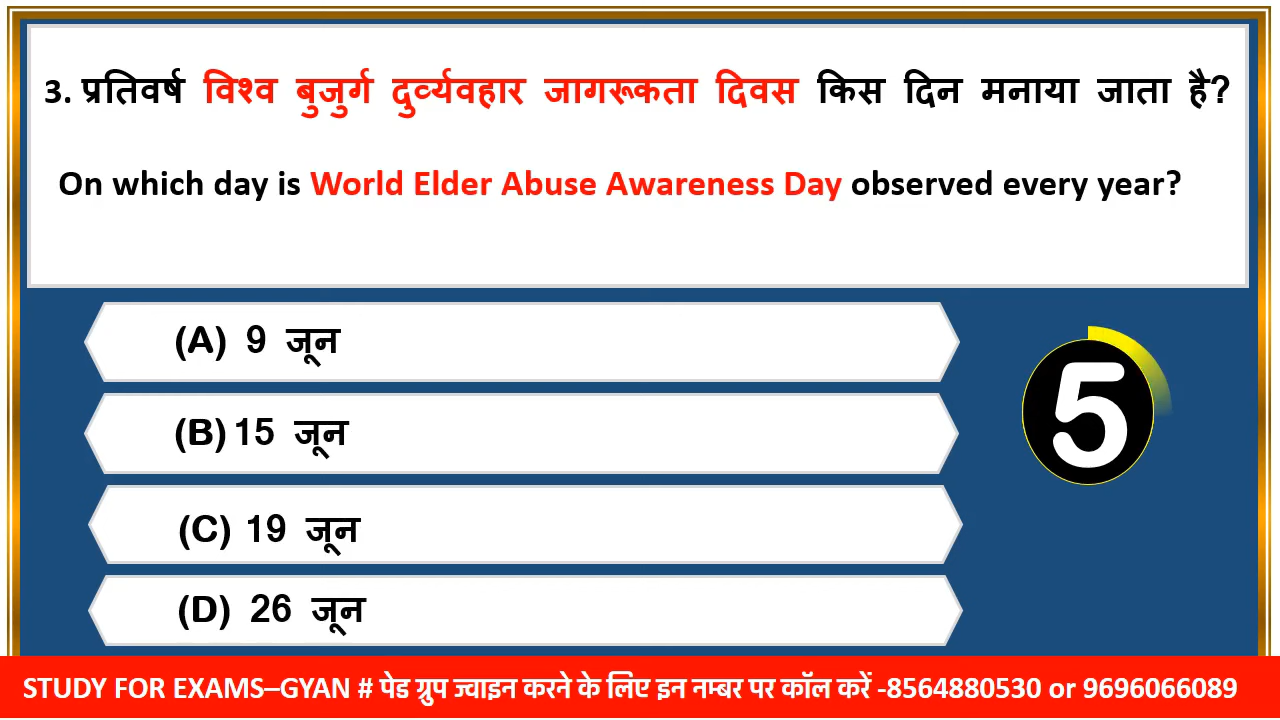 3. प्रतिवर्ष विश्व बुजुर्ग दुर्व्यवहार जागरूकता दिवस किस दिन मनाया जाता है?
On which day is World Elder Abuse Awareness Day observed every year?
(A) 9 जून
(B) 15 जून
5
(C) 19 जून
(D) 26 जून
STUDY FOR EXAMS–GYAN # पेड ग्रुप ज्वाइन करने के लिए इन नम्बर पर कॉल करें -8564880530 or 9696066089